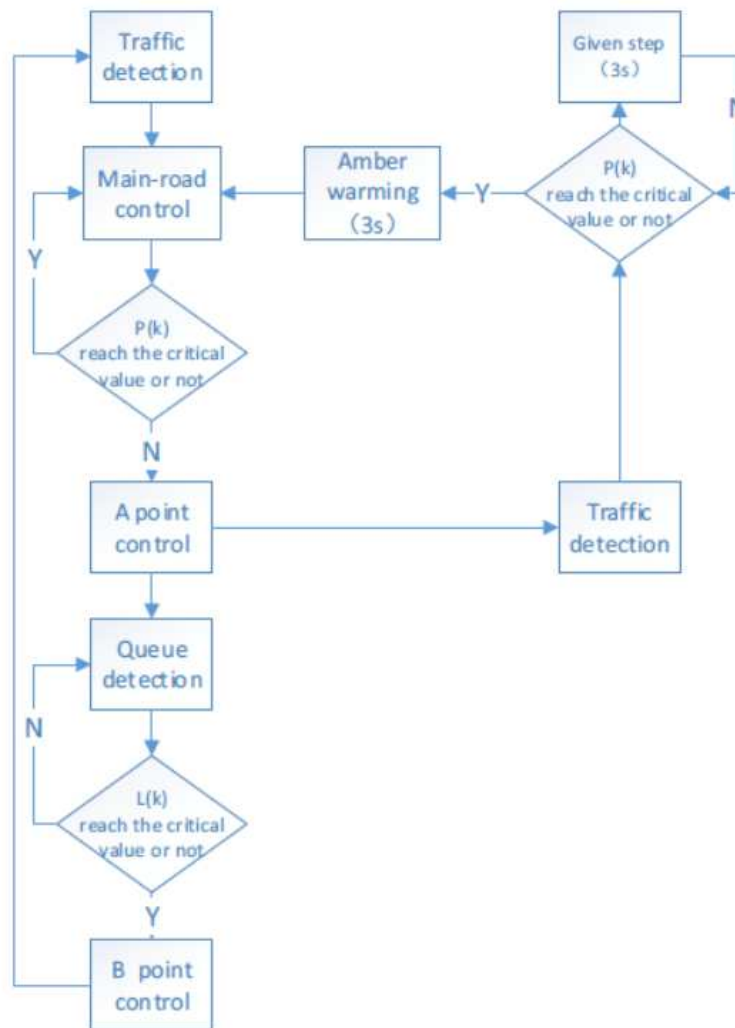 Traffic
detection
Given step
（3s）
N
Main-road
control
Amber
warming
（3s）
Y
P(k)
reach the critical
value or not
Y
P(k)
reach the critical
value or not
N
A point
control
Traffic
detection
Queue
detection
N
L(k)
reach the critical
value or not
Y
B point
control